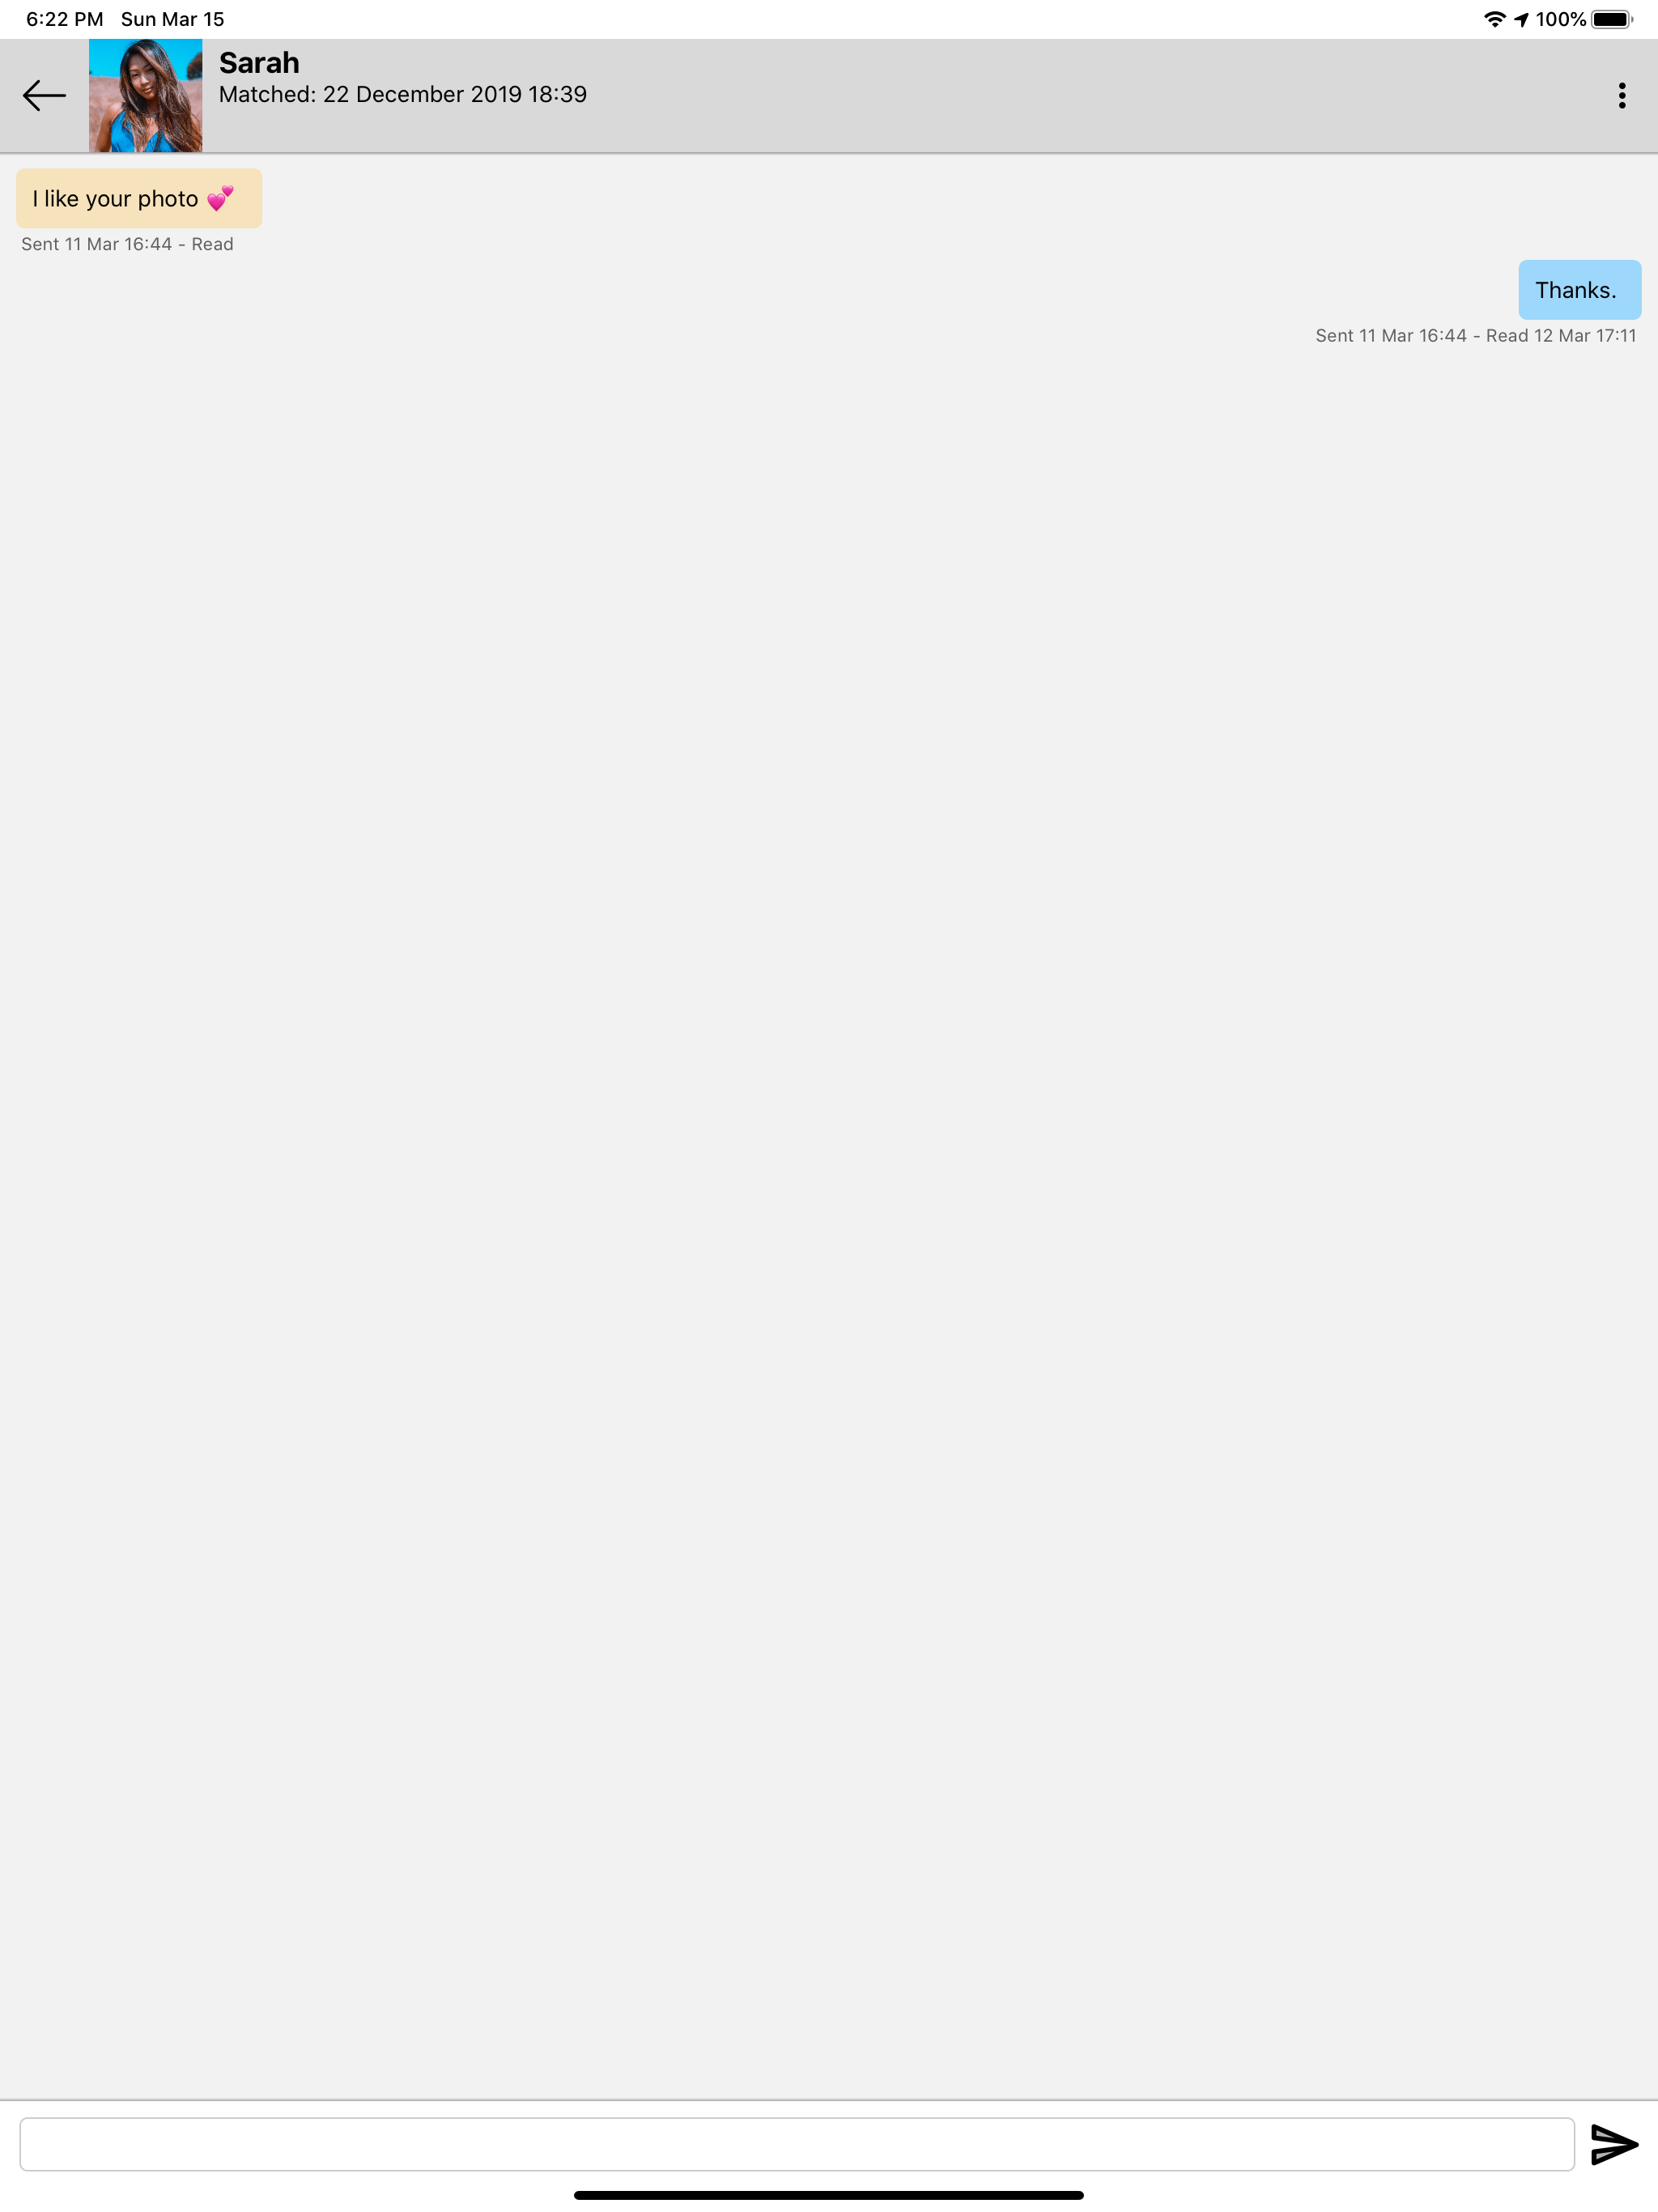 6:22 PM Sun Mar 15 100%
Sarah
Matched: 22 December 2019 18:39
I like your photo 💕
Sent 11 Mar 16:44 - Read
Thanks.
Sent 11 Mar 16:44 - Read 12 Mar 17:11